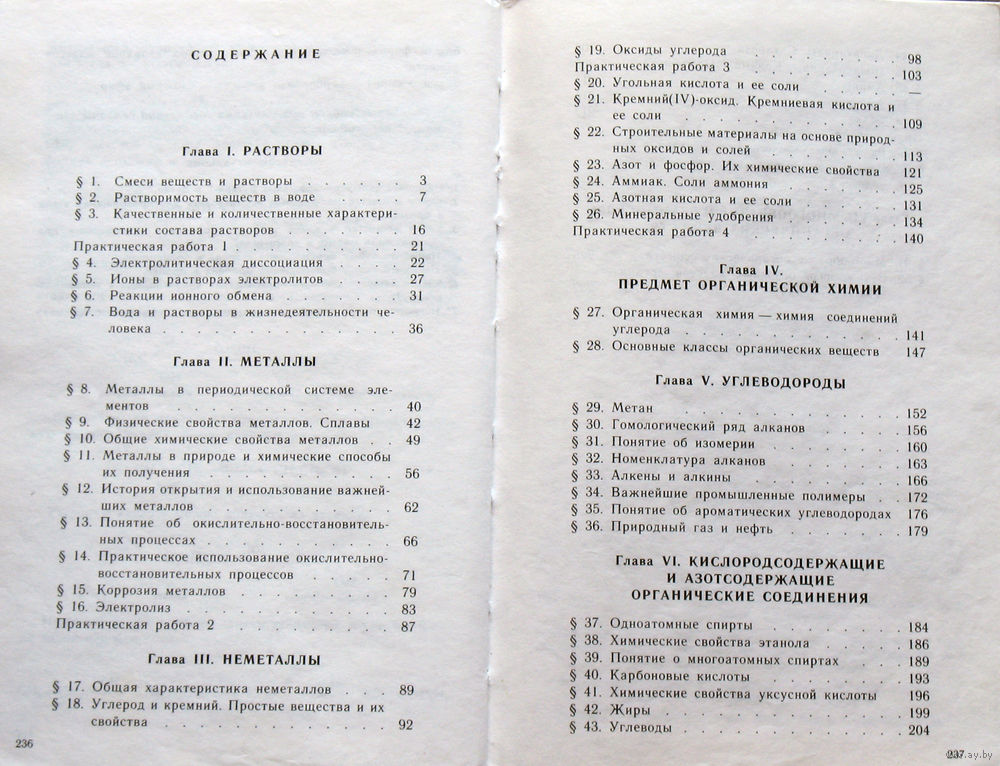 СОДЕРЖАНИЕ
Глава I. РАСТВОРЫ
§ 1. Смеси веществ и растворы . . . . . . 3
§ 2. Растворимость веществ в воде . . . . 7
§ 3. Качественные и количественные характери-
стики состава растворов . . . . . . . 16
Практическая работа 1 . . . . . . . . . . 21
§ 4. Электролитическая диссоциация . . . . 22
§ 5. Ионы в растворах электролитов . . . . 27
§ 6. Реакции ионного обмена . . . . . . . 31
§ 7. Вода и растворы в жизнедеятельности че-
ловека . . . . . . . . . . . . . 36
Глава II. МЕТАЛЛЫ
§ 8. Металлы в периодической системе эле-
ментов . . . . . . . . . . . . 40
§ 9. Физические свойства металлов. Сплавы 42
§ 10. Общие химические свойства металлов . . 49
§ 11. Металлы в природе и химические способы
их получения . . . . . . . . . . 56
§ 12. История открытия и использование важней-
ших металлов . . . . . . . . . . 62
§ 13. Понятие об окислительно-восстановитель-
ных процессах . . . . . . . . . . 66
§ 14. Практическое использование окислительно-
восстановительных процессов . . . . . 71
§ 15. Коррозия металлов . . . . . . . . . 79
§ 16. Электролиз . . . . . . . . . . . . 83
Практическая работа 2 . . . . . . . . . . 87
Глава III. НЕМЕТАЛЛЫ
§ 17. Общая характеристика неметаллов . . . 89
§ 18. Углерод и кремний. Простые вещества и их
свойства . . . . . . . . . . . . 92
236
§ 19. Оксиды углерода . . . . . . . . . 98
Практическая работа 3 . . . . . . . . . 103
§ 20. Угольная кислота и ее соли . . . . . —
§ 21. Кремний(IV)-оксид. Кремниевая кислота и
ее соли . . . . . . . . . . . . . 109
§ 22. Строительные материалы на основе природ-
ных оксидов и солей . . . . . . . . 113
§ 23. Азот и фосфор. Их химические свойства 121
§ 24. Аммиак. Соли аммония . . . . . . . 125
§ 25. Азотная кислота и ее соли . . . . . . 131
§ 26. Минеральные удобрения . . . . . . . 134
Практическая работа 4 . . . . . . . . . 140
Глава IV.
ПРЕДМЕТ ОРГАНИЧЕСКОЙ ХИМИИ
§ 27. Органическая химия — химия соединений
углерода . . . . . . . . . . . . 141
§ 28. Основные классы органических веществ 147
Глава V. УГЛЕВОДОРОДЫ
§ 29. Метан . . . . . . . . . . . . . 152
§ 30. Гомологический ряд алканов . . . . . 156
§ 31. Понятие об изомерии . . . . . . . . 160
§ 32. Номенклатура алканов . . . . . . . 163
§ 33. Алкены и алкины . . . . . . . . . 166
§ 34. Важнейшие промышленные полимеры . . 172
§ 35. Понятие об ароматических углеводородах 176
§ 36. Природный газ и нефть . . . . . . . 179
Глава VI. КИСЛОРОДСОДЕРЖАЩИЕ
И АЗОТСОДЕРЖАЩИЕ
ОРГАНИЧЕСКИЕ СОЕДИНЕНИЯ
§ 37. Одноатомные спирты . . . . . . . . 184
§ 38. Химические свойства этанола . . . . . 186
§ 39. Понятие о многоатомных спиртах . . . 189
§ 40. Карбоновые кислоты . . . . . . . . 193
§ 41. Химические свойства уксусной кислоты 196
§ 42. Жиры . . . . . . . . . . . . . 199
§ 43. Углеводы . . . . . . . . . . . . 204
237